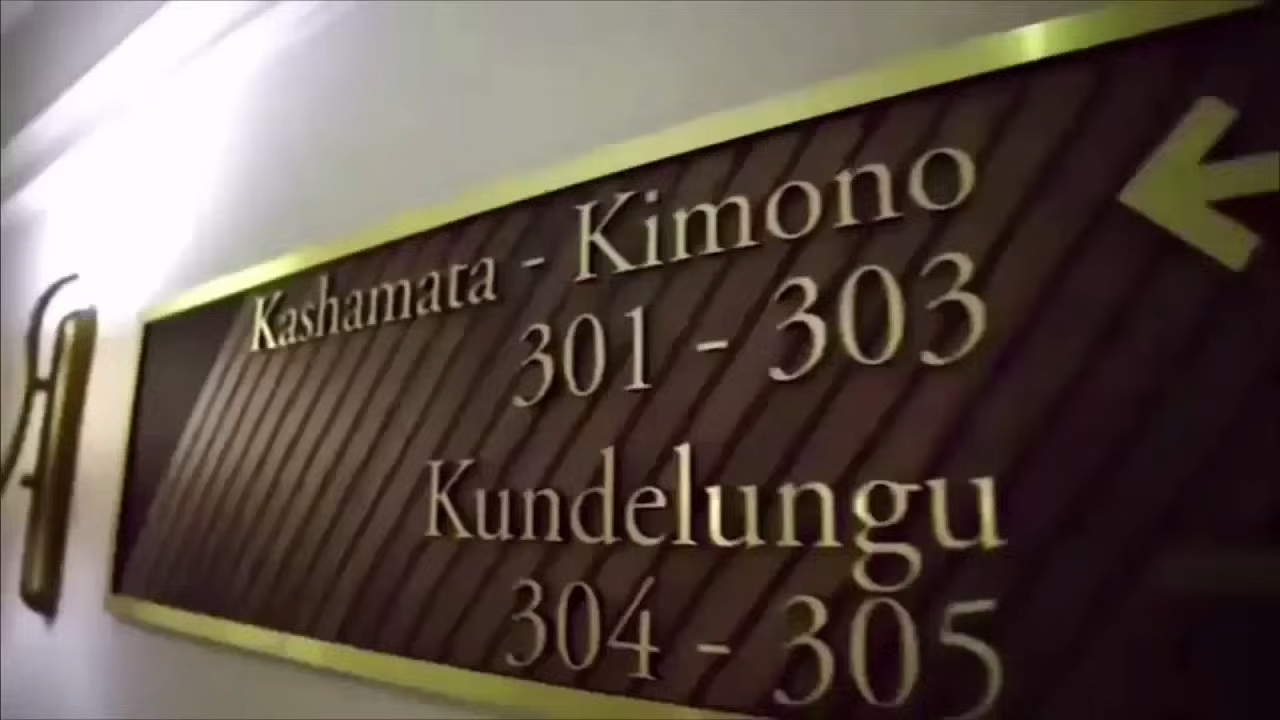 Kashamata - Kimono
301 - 303
Kundelungu
304 - 305